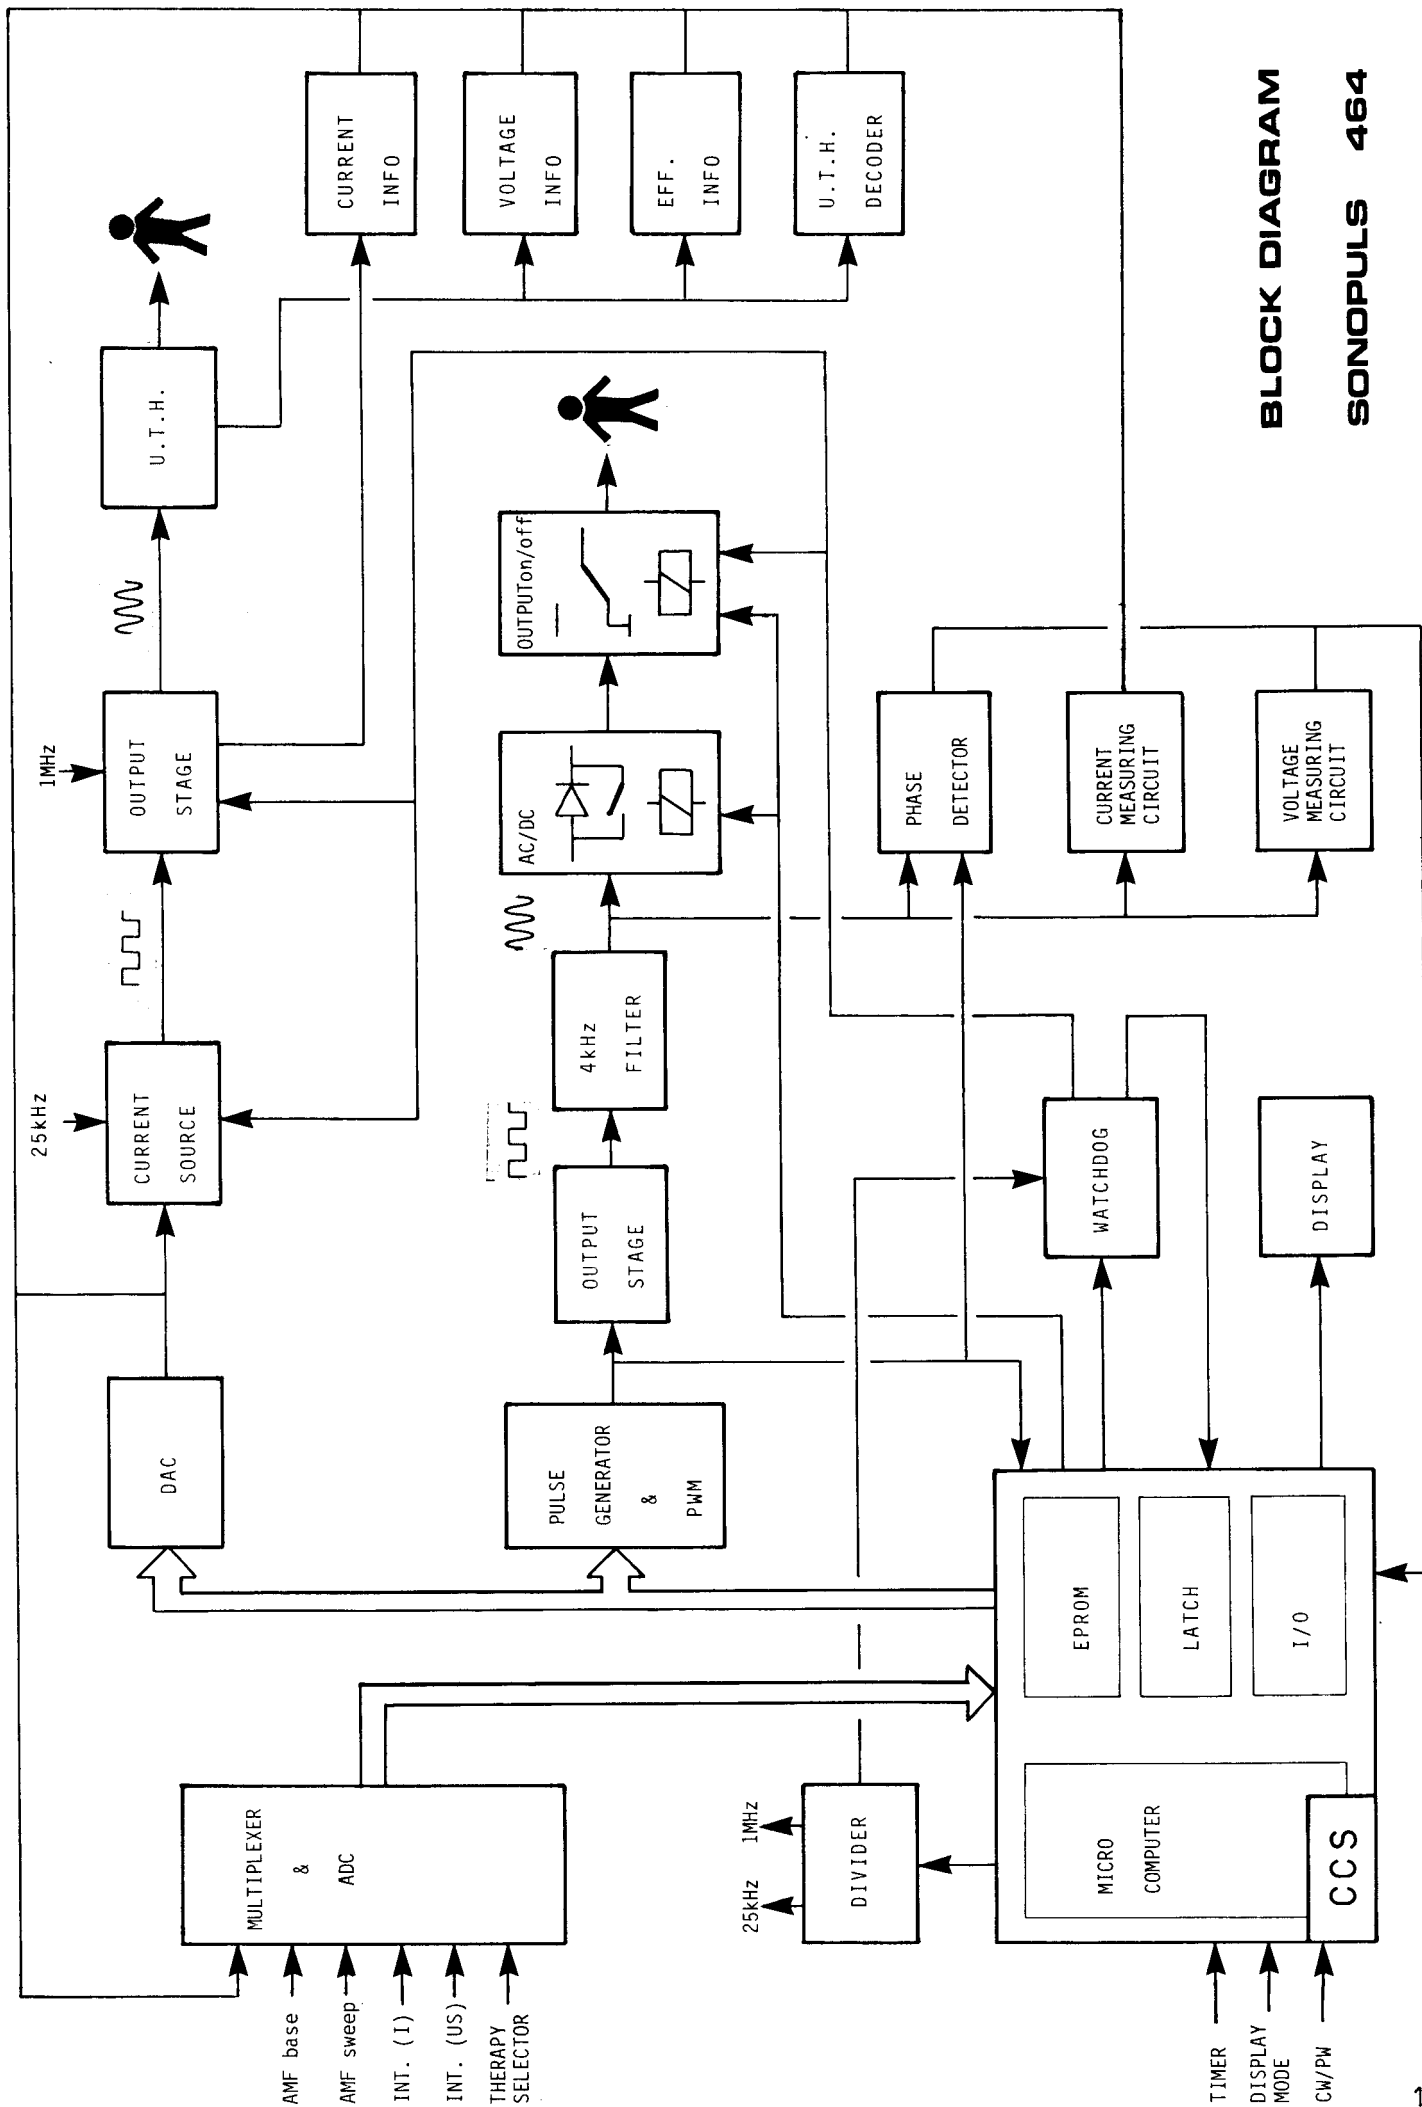 BLOCK DIAGRAM
SONOPULS 464
AMF base
AMF sweep
INT. (I)
INT. (US)
THERAPY
SELECTOR
MULTIPLEXER
&
ADC
DAC
25kHz
CURRENT
SOURCE
1MHz
OUTPUT
STAGE
U.T.H.
CURRENT
INFO
VOLTAGE
INFO
EFF.
INFO
U.T.H.
DECODER
PULSE
GENERATOR
&
PWM
OUTPUT
STAGE
4kHz
FILTER
AC/DC
OUTPUTon/off
25kHz
1MHz
DIVIDER
PHASE
DETECTOR
CURRENT
MEASURING
CIRCUIT
VOLTAGE
MEASURING
CIRCUIT
WATCHDOG
DISPLAY
TIMER
DISPLAY
MODE
CW/PW
MICRO
COMPUTER
CCS
EPROM
LATCH
I/O
1